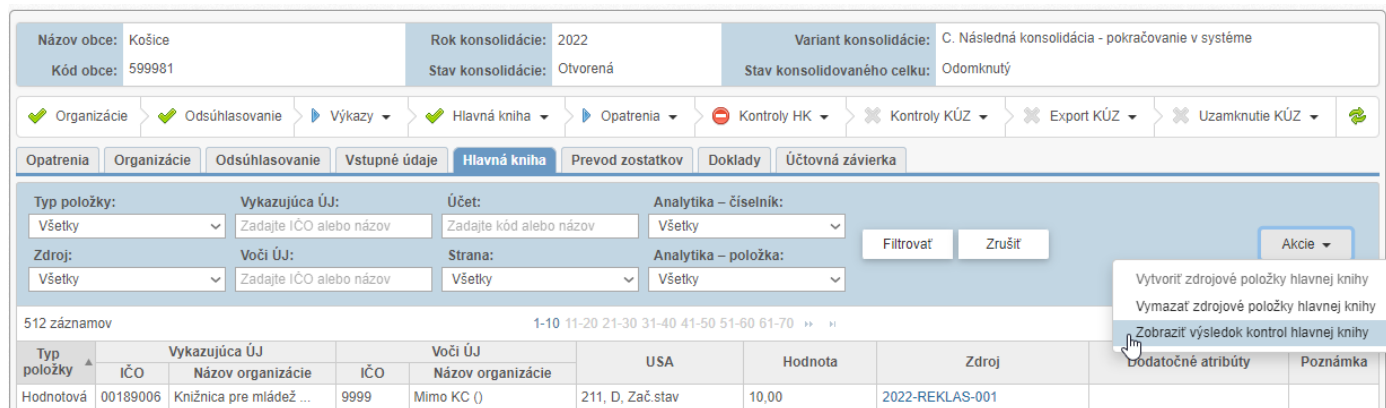 Názov obce: Košice Rok konsolidácie: 2022 Variant konsolidácie: C. Následná konsolidácia - pokračovanie v systéme
Kód obce: 599981 Stav konsolidácie: Otvorená Stav konsolidovaného celku: Odomknutý
Organizácie Odsúhlasovanie Výkazy Hlavná kniha Opatrenia Kontroly HK Kontroly KÚZ Export KÚZ Uzamknutie KÚZ
Opatrenia Organizácie Odsúhlasovanie Vstupné údaje Hlavná kniha Prevod zostatkov Doklady Účtovná závierka
Typ položky: Vykazujúca ÚJ: Účet: Analytika – číselník:
Všetky Zadajte IČO alebo názov Zadajte kód alebo názov Všetky
Filtrovať Zrušiť Akcie
Zdroj: Voči ÚJ: Strana: Analytika – položka:
Všetky Zadajte IČO alebo názov Všetky Všetky
Vytvoriť zdrojové položky hlavnej knihy
Vymazať zdrojové položky hlavnej knihy
Zobraziť výsledok kontrol hlavnej knihy
512 záznamov 1-10 11-20 21-30 31-40 41-50 51-60 61-70
Typ položky Vykazujúca ÚJ Voči ÚJ USA Hodnota Zdroj Dodatočné atribúty Poznámka
IČO Názov organizácie IČO Názov organizácie
Hodnotová 00189006 Knižnica pre mládež ... 9999 Mimo KC () 211, D, Zač.stav 10,00 2022-REKLAS-001